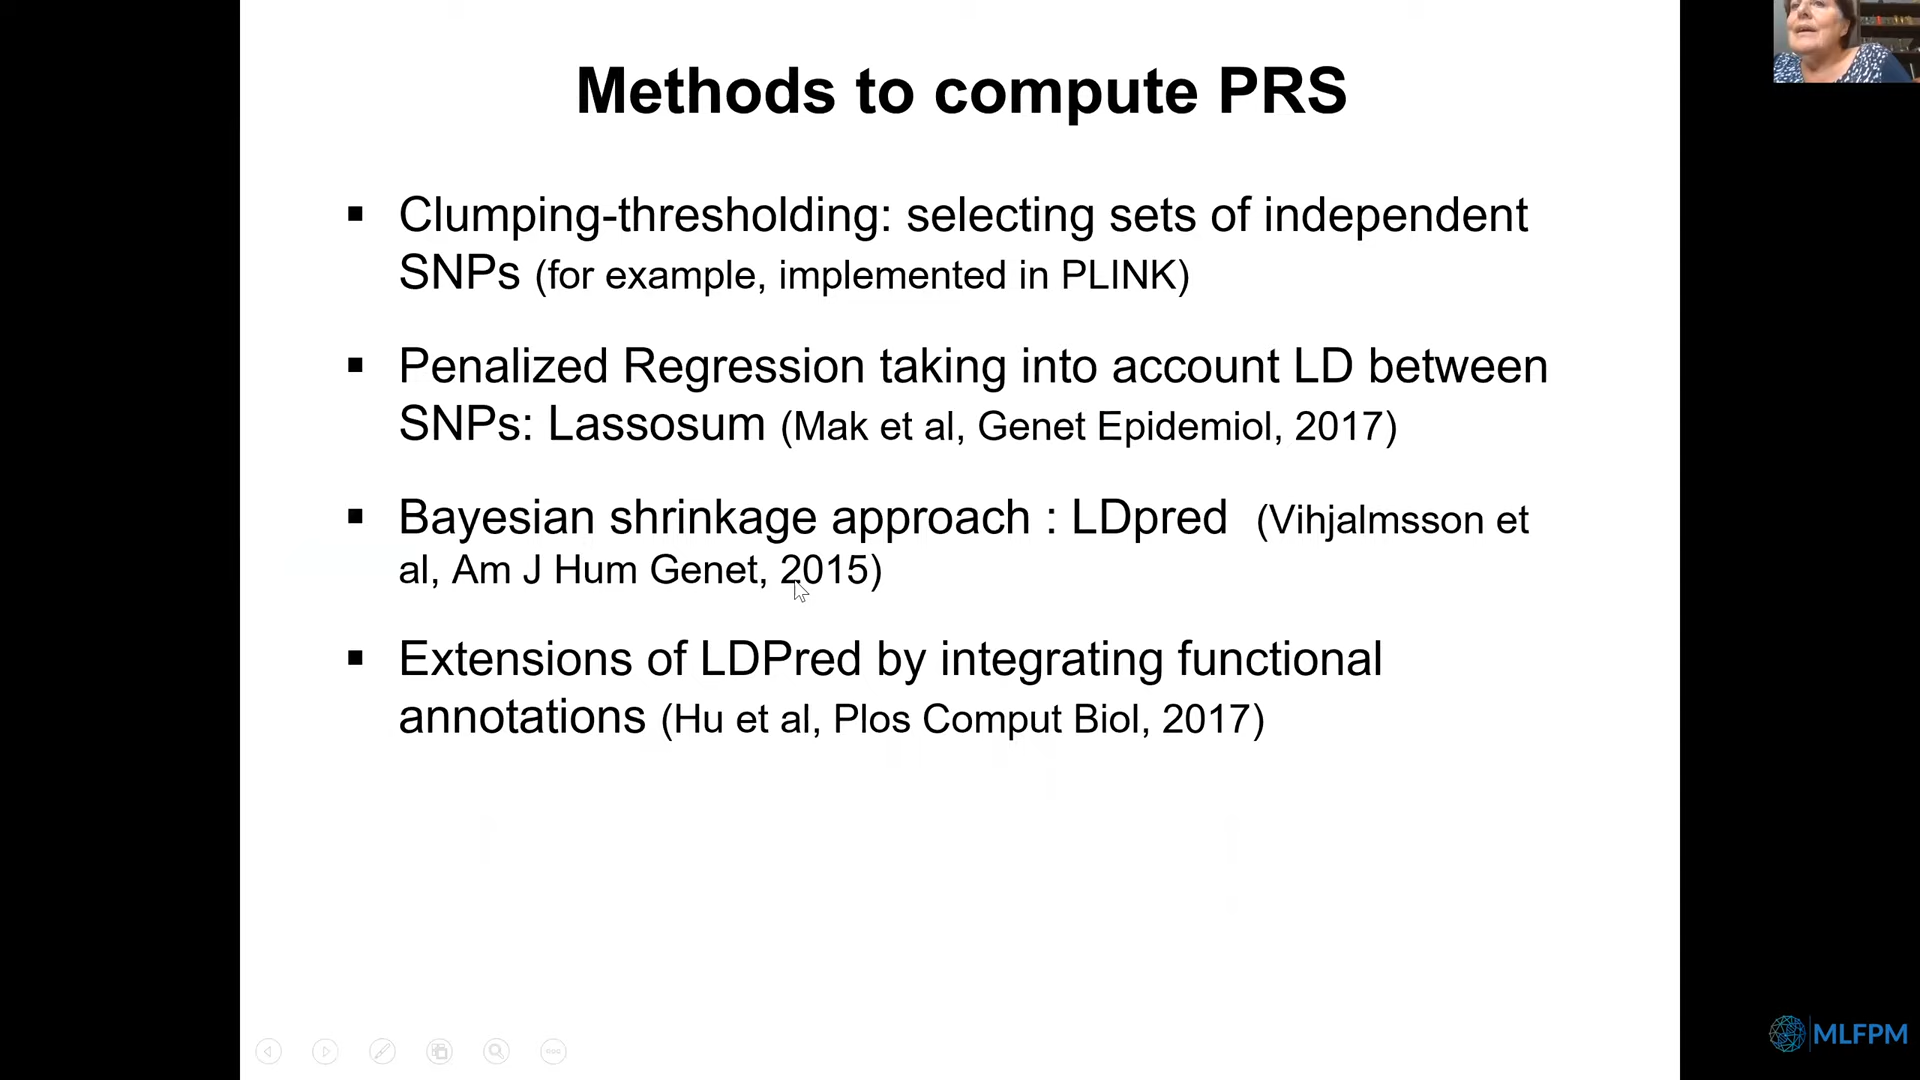 Methods to compute PRS
▪ Clumping-thresholding: selecting sets of independent
SNPs (for example, implemented in PLINK)
▪ Penalized Regression taking into account LD between
SNPs: Lassosum (Mak et al, Genet Epidemiol, 2017)
▪ Bayesian shrinkage approach : LDpred (Vihjalmsson et
al, Am J Hum Genet, 2015)
▪ Extensions of LDPred by integrating functional
annotations (Hu et al, Plos Comput Biol, 2017)
MLFPM